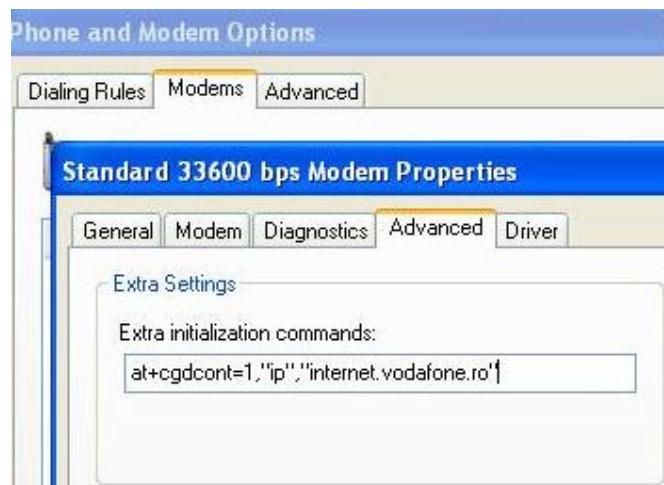 Phone and Modem Options
Dialing Rules Modems Advanced
Standard 33600 bps Modem Properties
General Modem Diagnostics Advanced Driver
Extra Settings
Extra initialization commands:
at+cgdcont=1,"ip","internet.vodafone.ro"